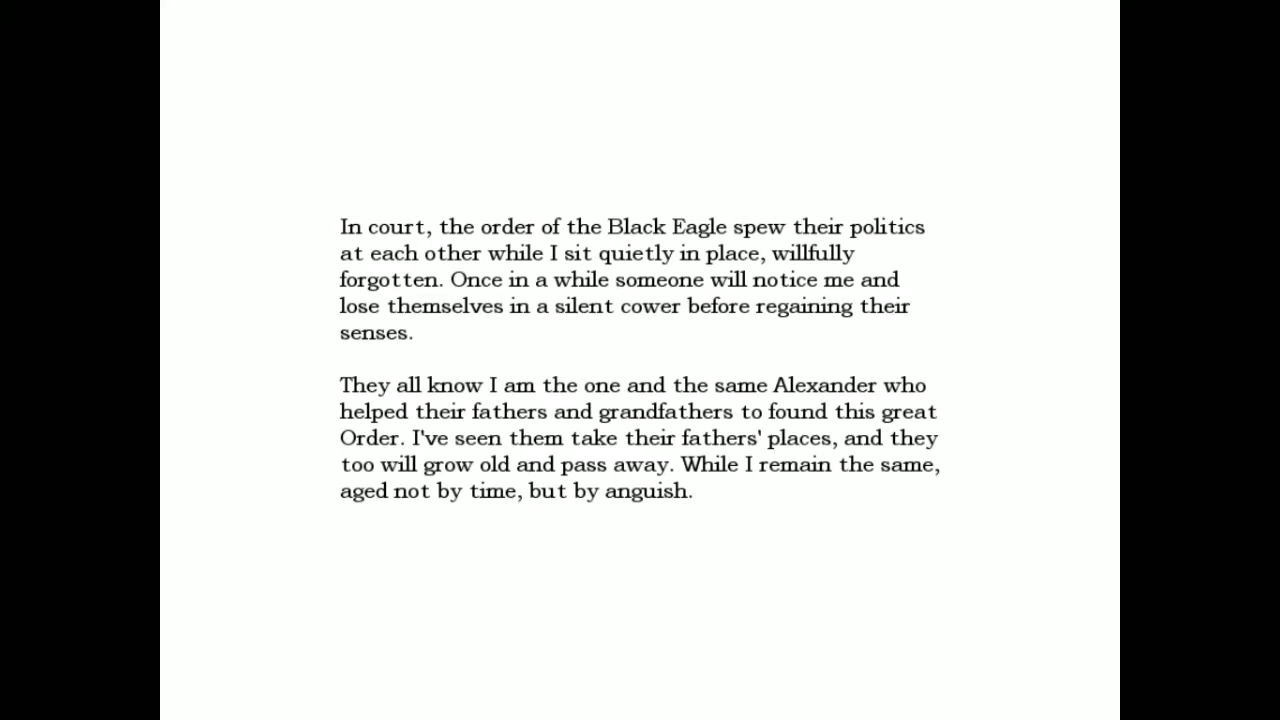 In court, the order of the Black Eagle spew their politics
at each other while I sit quietly in place, willfully
forgotten. Once in a while someone will notice me and
lose themselves in a silent cower before regaining their
senses.
They all know I am the one and the same Alexander who
helped their fathers and grandfathers to found this great
Order. I've seen them take their fathers' places, and they
too will grow old and pass away. While I remain the same,
aged not by time, but by anguish.